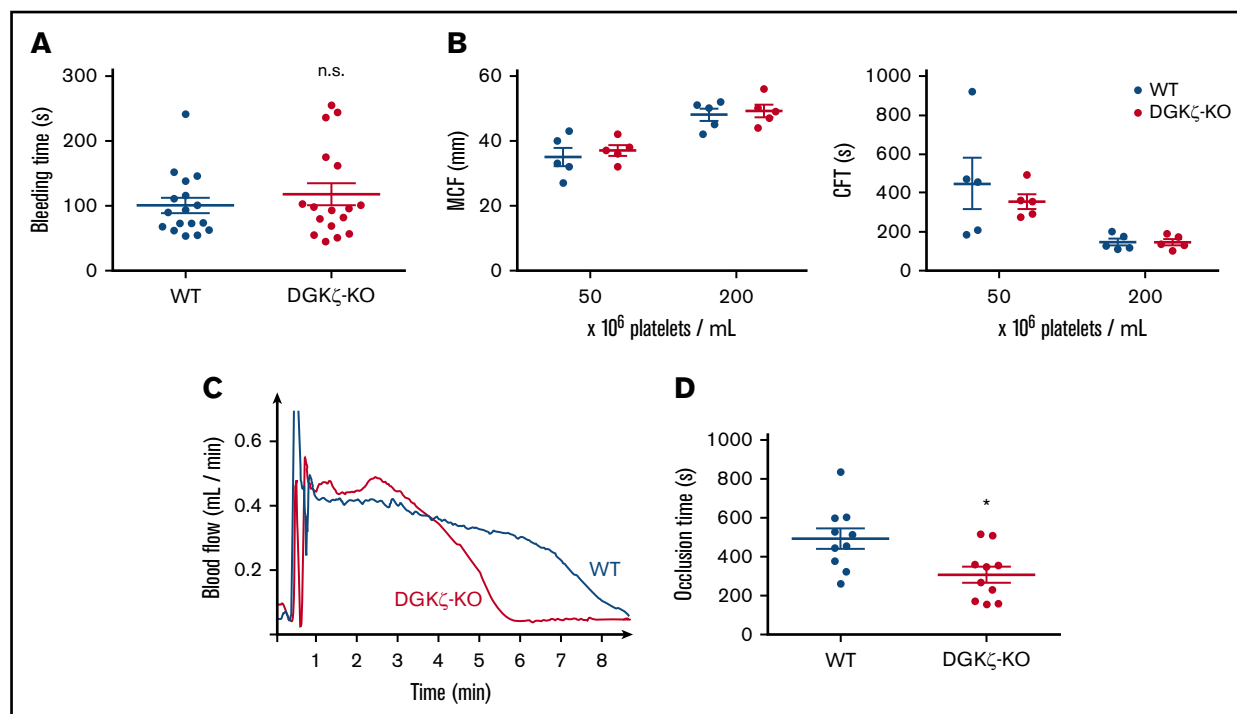 A
Bleeding time (s)
300
200
100
0
n.s.
WT
DGKζ-KO
B
MCF (mm)
60
40
20
0
50
200
x 10⁶ platelets / mL
CFT (s)
1000
800
600
400
200
0
WT
DGKζ-KO
50
200
x 10⁶ platelets / mL
C
Blood flow (mL / min)
0.6
0.4
0.2
WT
DGKζ-KO
1 2 3 4 5 6 7 8
Time (min)
D
Occlusion time (s)
1000
800
600
400
200
0
*
WT
DGKζ-KO